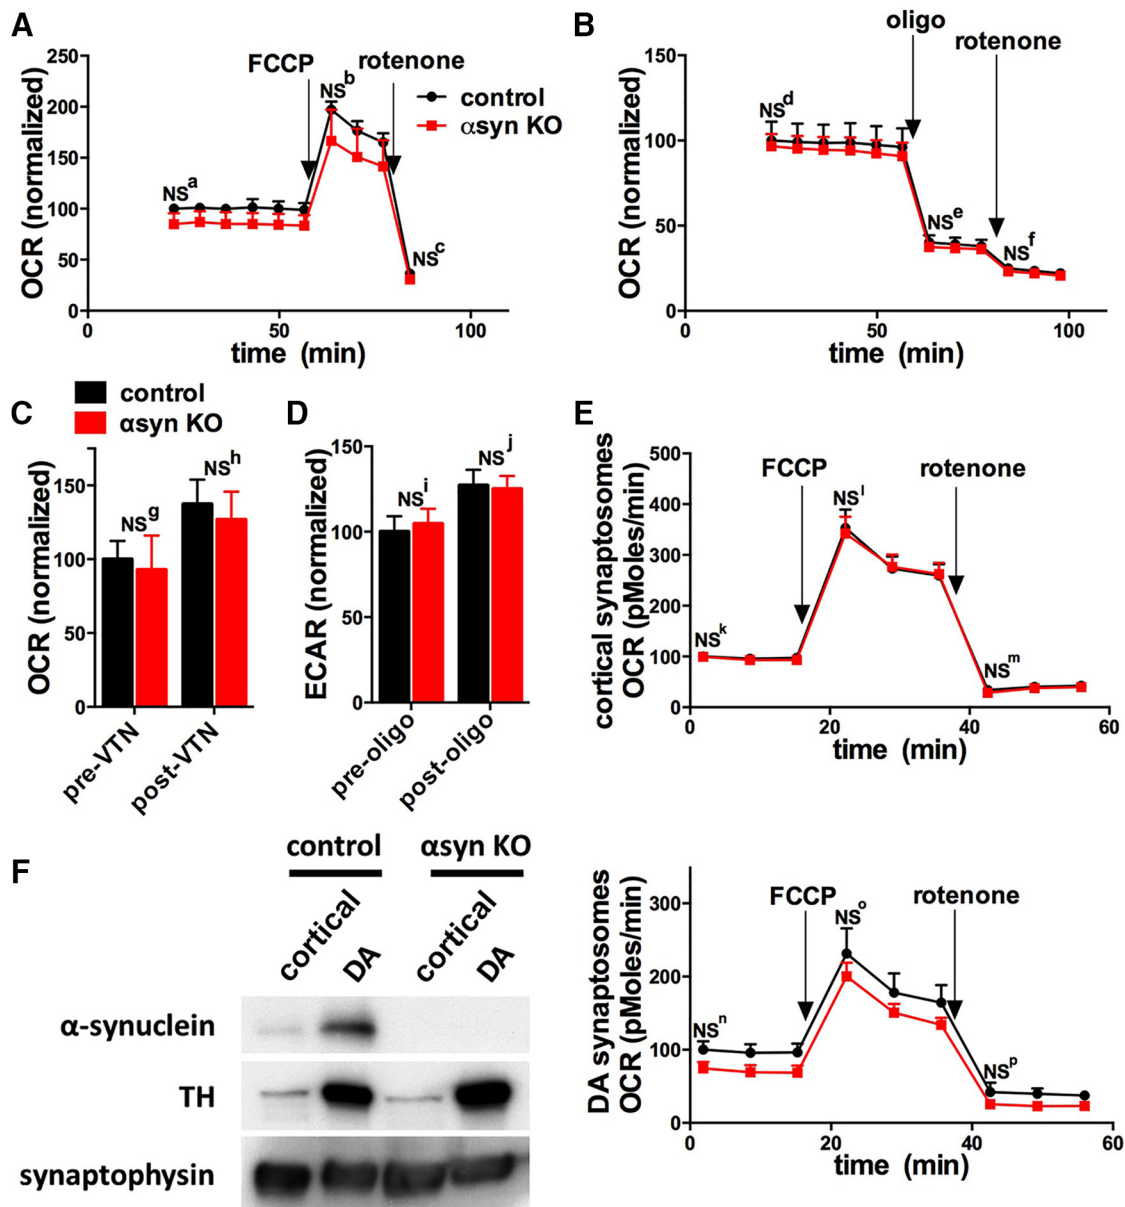 A
OCR (normalized)
250
200
150
100
50
0
0
50
100
time (min)
FCCP
rotenone
NSa
NSb
NSc
control
αsyn KO
B
OCR (normalized)
150
100
50
0
0
50
100
time (min)
oligo
rotenone
NSd
NSe
NSf
control
αsyn KO
C
OCR (normalized)
150
100
50
0
NSg
NSh
pre-VTN
post-VTN
D
ECAR (normalized)
150
100
50
0
NSi
NSj
pre-oligo
post-oligo
E
cortical synaptosomes
OCR (pMoles/min)
500
400
300
200
100
0
0
20
40
60
time (min)
FCCP
rotenone
NSk
NSl
NSm
DA synaptosomes
OCR (pMoles/min)
300
200
100
0
0
20
40
60
time (min)
FCCP
rotenone
NSn
NSo
NSp
F
control
αsyn KO
cortical
DA
cortical
DA
α-synuclein
TH
synaptophysin